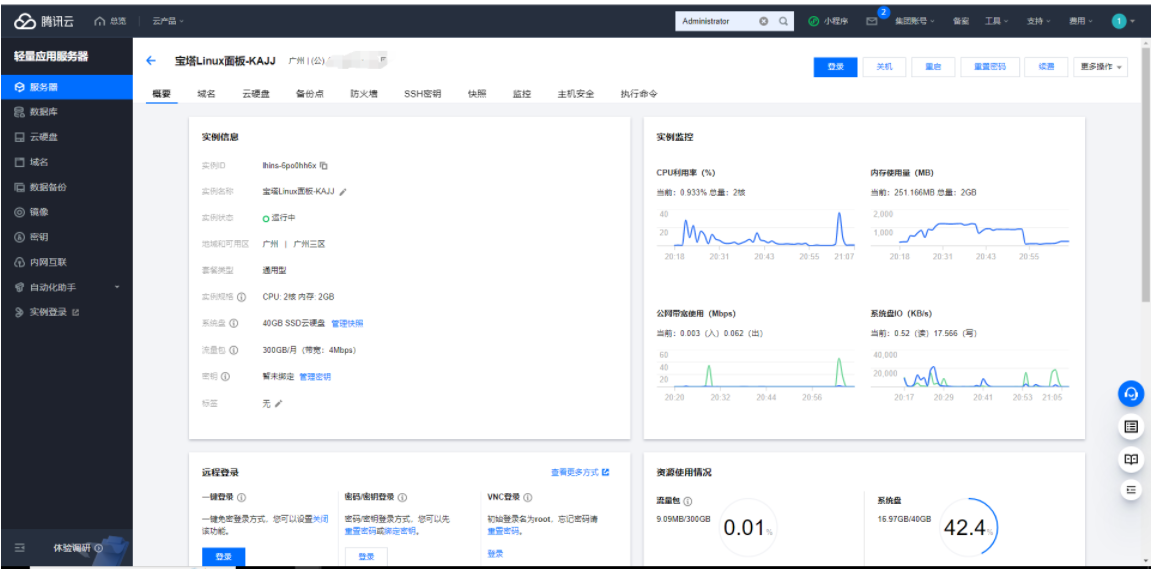 腾讯云 总览 云产品 Administrator 小程序 2 集团账号 备案 工具 支持 费用 1
轻量应用服务器
宝塔Linux面板-KAJJ 广州 | (公)
登录 关机 重启 重置密码 续费 更多操作
服务器
数据库
云硬盘
域名
数据备份
镜像
密钥
内网互联
自动化助手
实例登录
体验调研
概要 域名 云硬盘 备份点 防火墙 SSH密钥 快照 监控 主机安全 执行命令
实例信息
实例ID lhins-6po0hh6x
实例名称 宝塔Linux面板-KAJJ
实例状态 运行中
地域和可用区 广州 | 广州三区
套餐类型 通用型
实例规格 CPU: 2核 内存: 2GB
系统盘 40GB SSD云硬盘 管理快照
流量包 300GB/月 (带宽: 4Mbps)
密钥 暂未绑定 管理密钥
标签 无
实例监控
CPU利用率 (%)
当前: 0.933% 总量: 2核
40
20
20:18 20:31 20:43 20:55 21:07
内存使用量 (MB)
当前: 251.166MB 总量: 2GB
2,000
1,000
20:18 20:31 20:43 20:55
公网带宽使用 (Mbps)
当前: 0.003 (入) 0.062 (出)
60
40
20
20:20 20:32 20:44 20:56
系统盘IO (KB/s)
当前: 0.52 (读) 17.566 (写)
40,000
20,000
20:17 20:29 20:41 20:53 21:05
远程登录 查看更多方式
一键登录
一键免密登录方式, 您可以设置关闭
该功能。
登录
密码/密钥登录
密码/密钥登录方式, 您可以先
重置密码或绑定密钥。
登录
VNC登录
初始登录名为root, 忘记密码请
重置密码。
登录
资源使用情况
流量包
9.09MB/300GB
0.01%
系统盘
16.97GB/40GB
42.4%